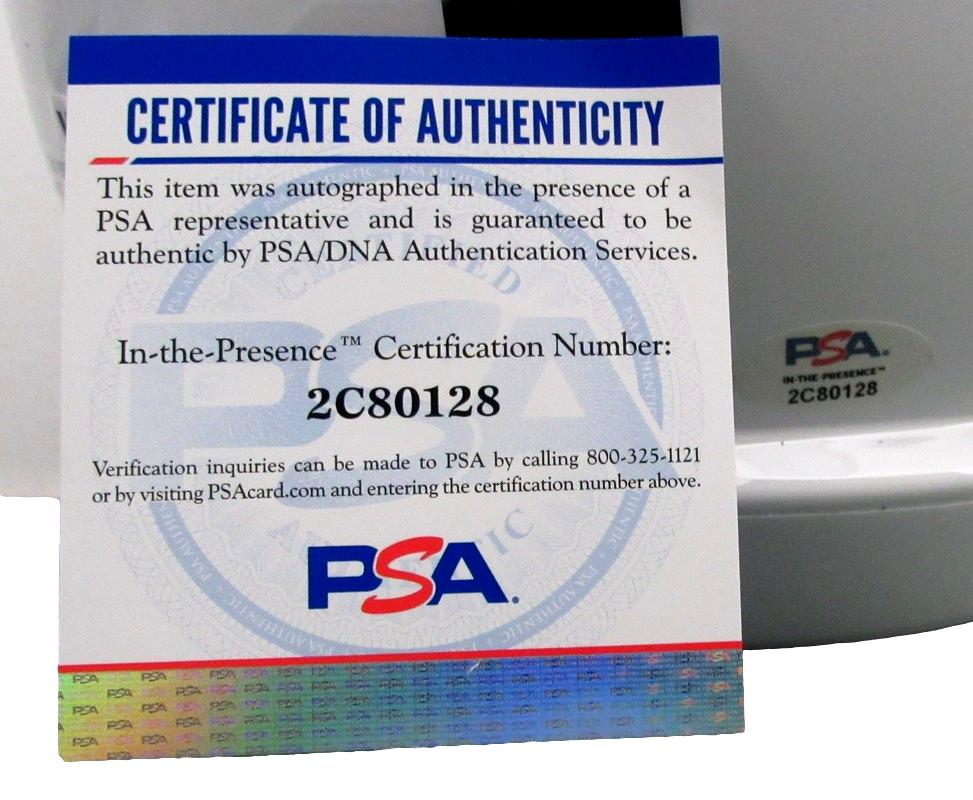 CERTIFICATE OF AUTHENTICITY
This item was autographed in the presence of a
PSA representative and is guaranteed to be
authentic by PSA/DNA Authentication Services.
In-the-Presence™ Certification Number:
2C80128
Verification inquiries can be made to PSA by calling 800-325-1121
or by visiting PSAcard.com and entering the certification number above.
PSA.
PSA.
IN-THE-PRESENCE™
2C80128
CERTIFIED
PSA
AUTHENTIC